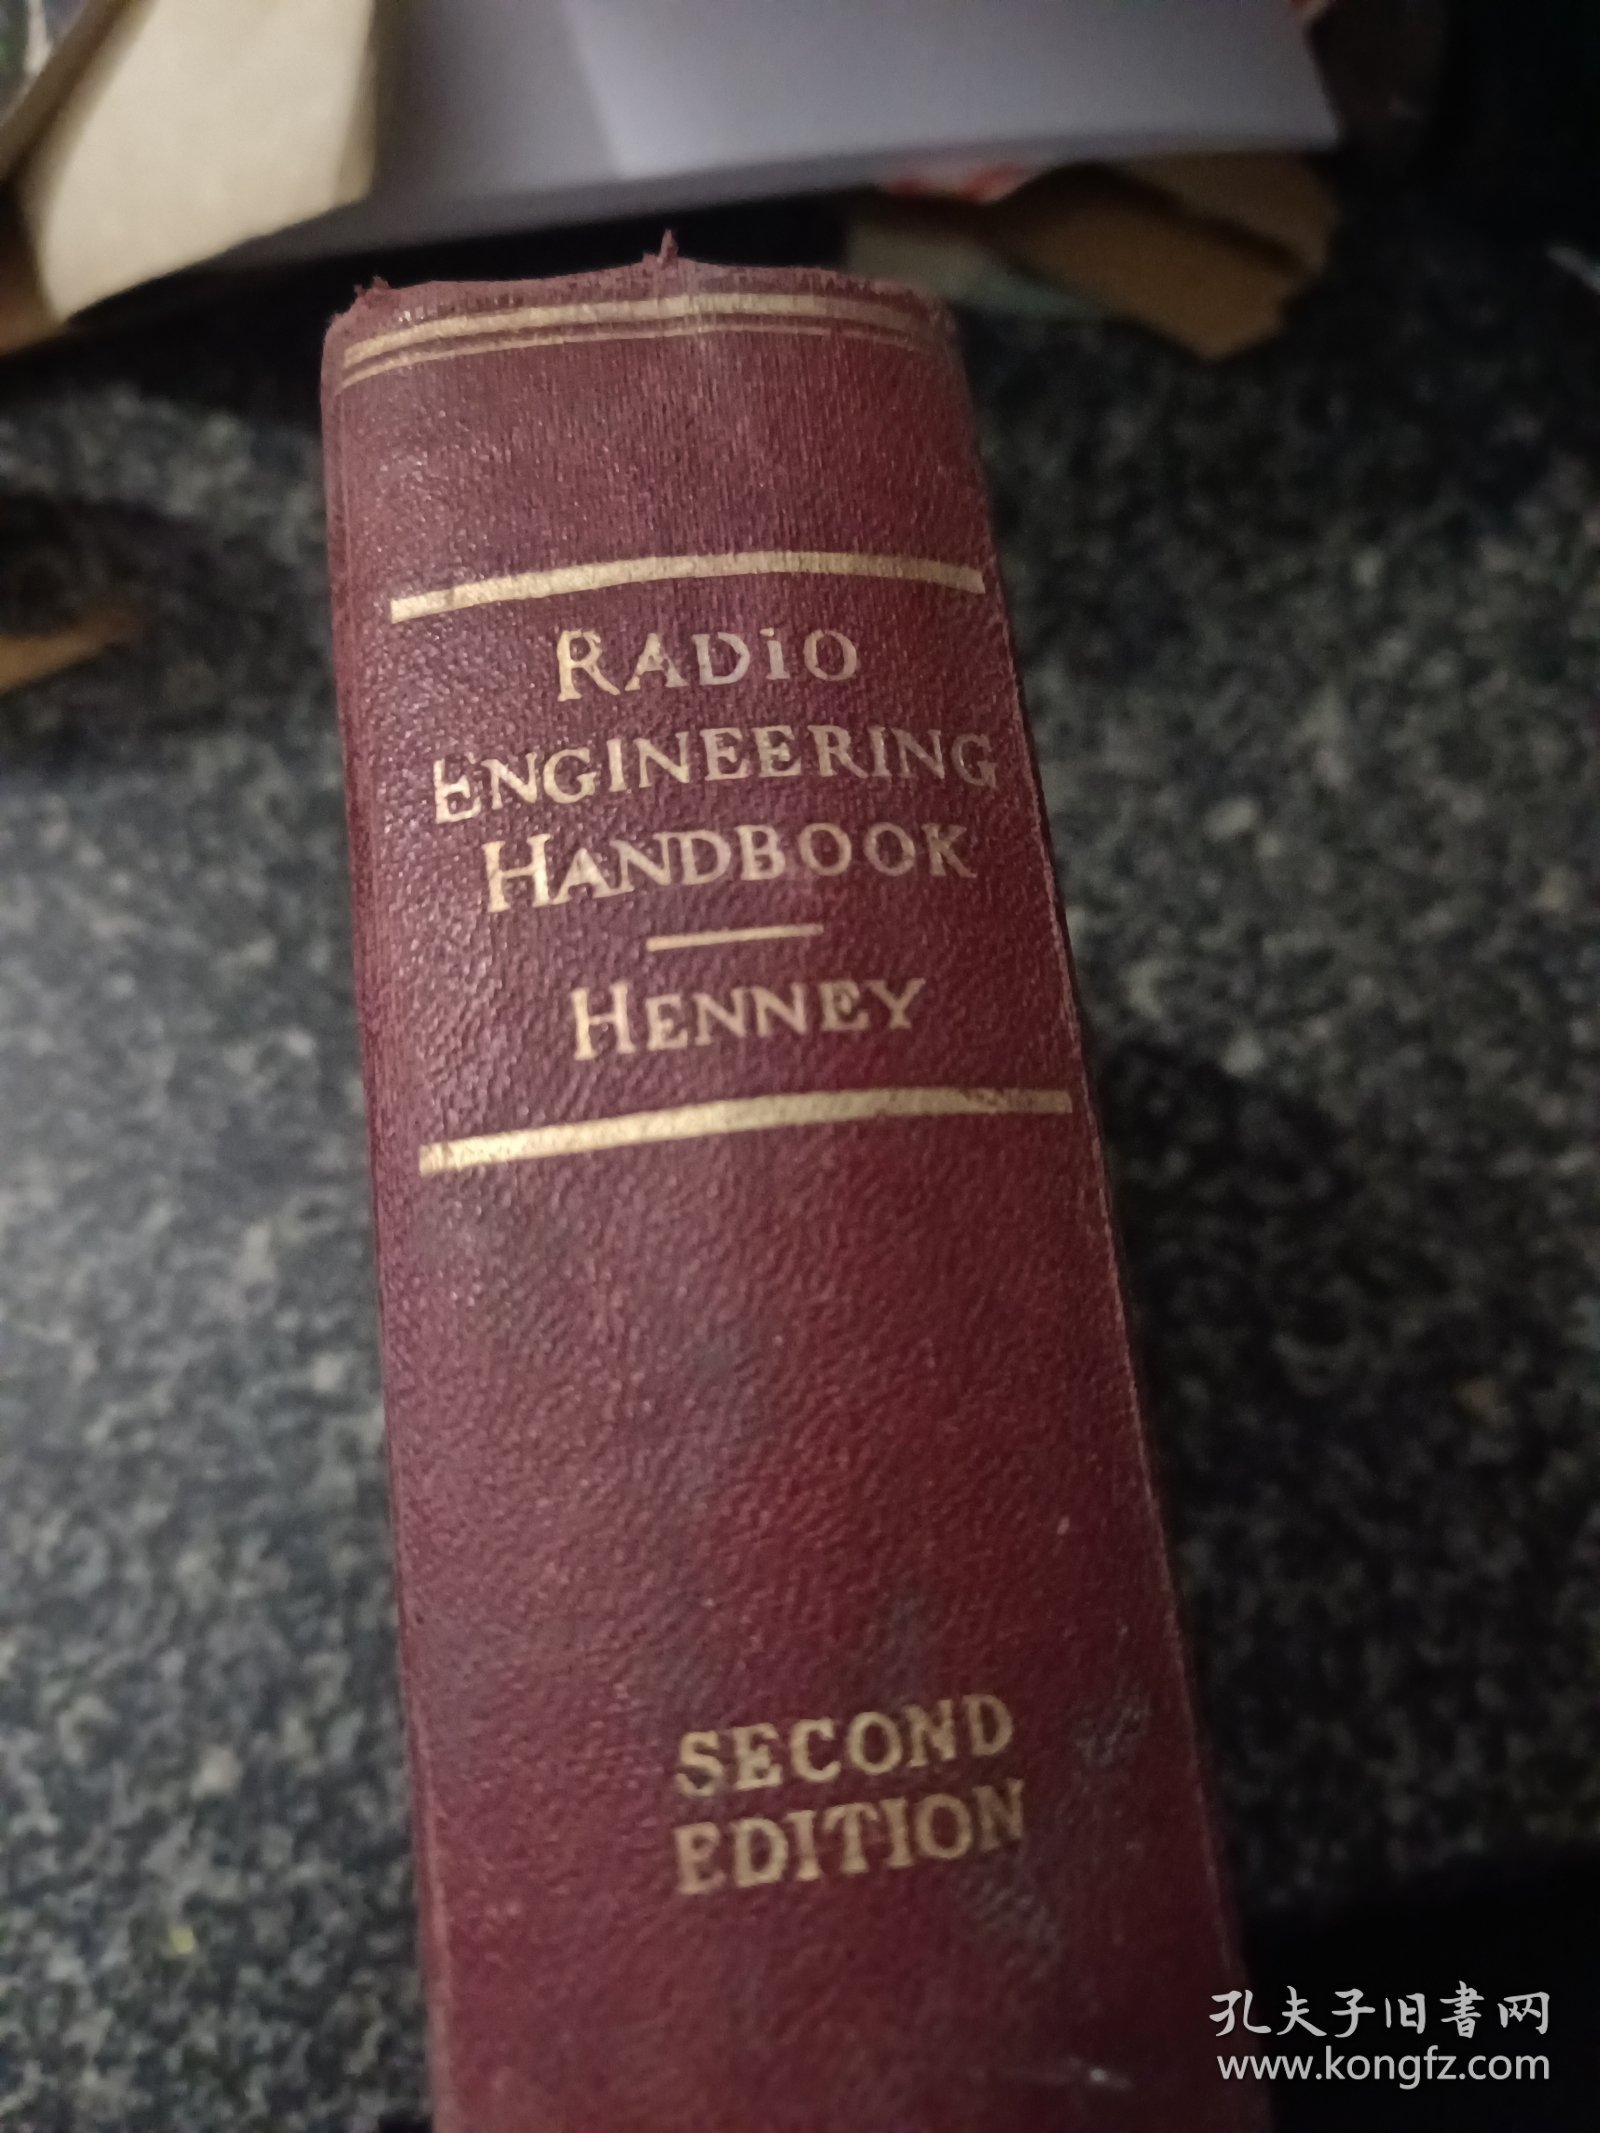 RADIO
ENGINEERING
HANDBOOK
HENNEY
SECOND
EDITION
孔夫子旧书网
www.kongfz.com